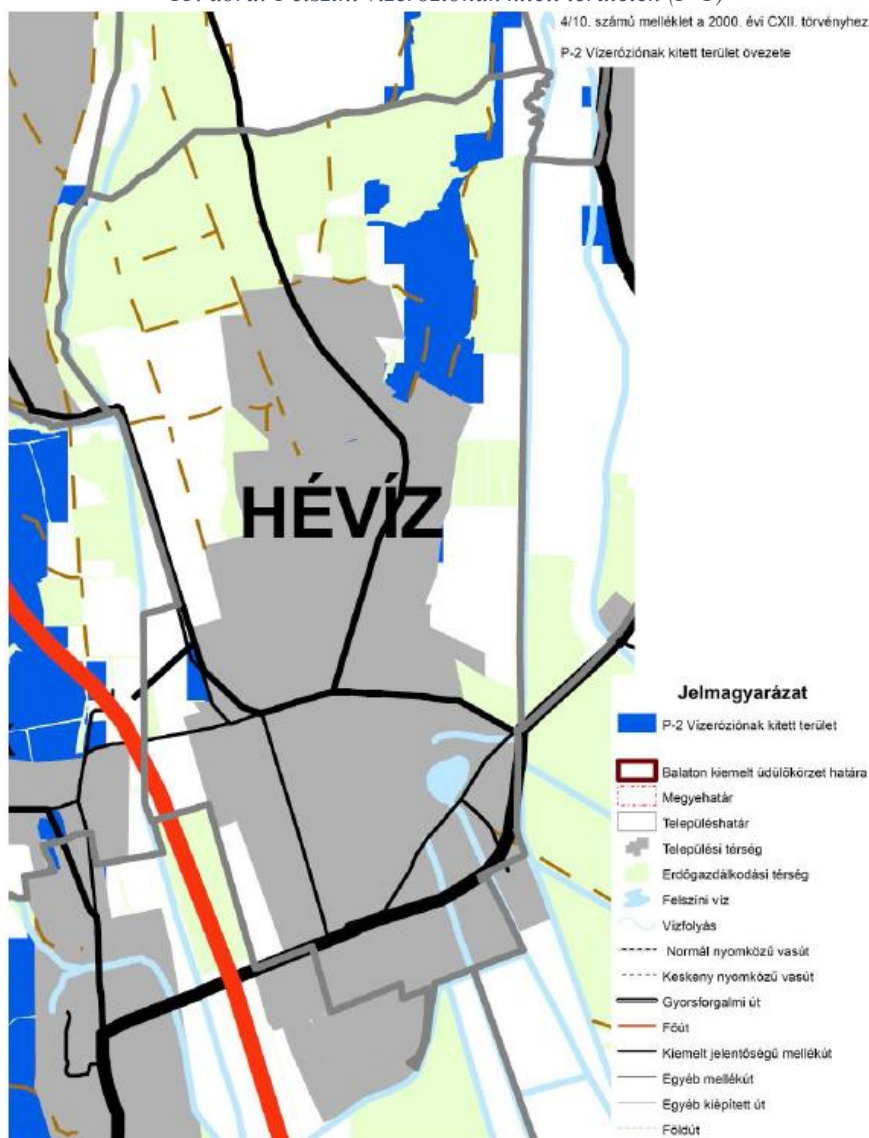 4/10. számú melléklet a 2000. évi CXII. törvényhez
P-2 Vízeróziónak kitett terület övezete
HÉVÍZ
Jelmagyarázat
P-2 Vízeróziónak kitett terület
Balaton kiemelt üdülőkörzet határa
Megyehatár
Településhatár
Települési térség
Erdőgazdálkodási térség
Felszíni víz
Vízfolyás
Normál nyomközű vasút
Keskeny nyomközű vasút
Gyorsforgalmi út
Főút
Kiemelt jelentőségű mellékút
Egyéb mellékút
Egyéb kiépített út
Földút